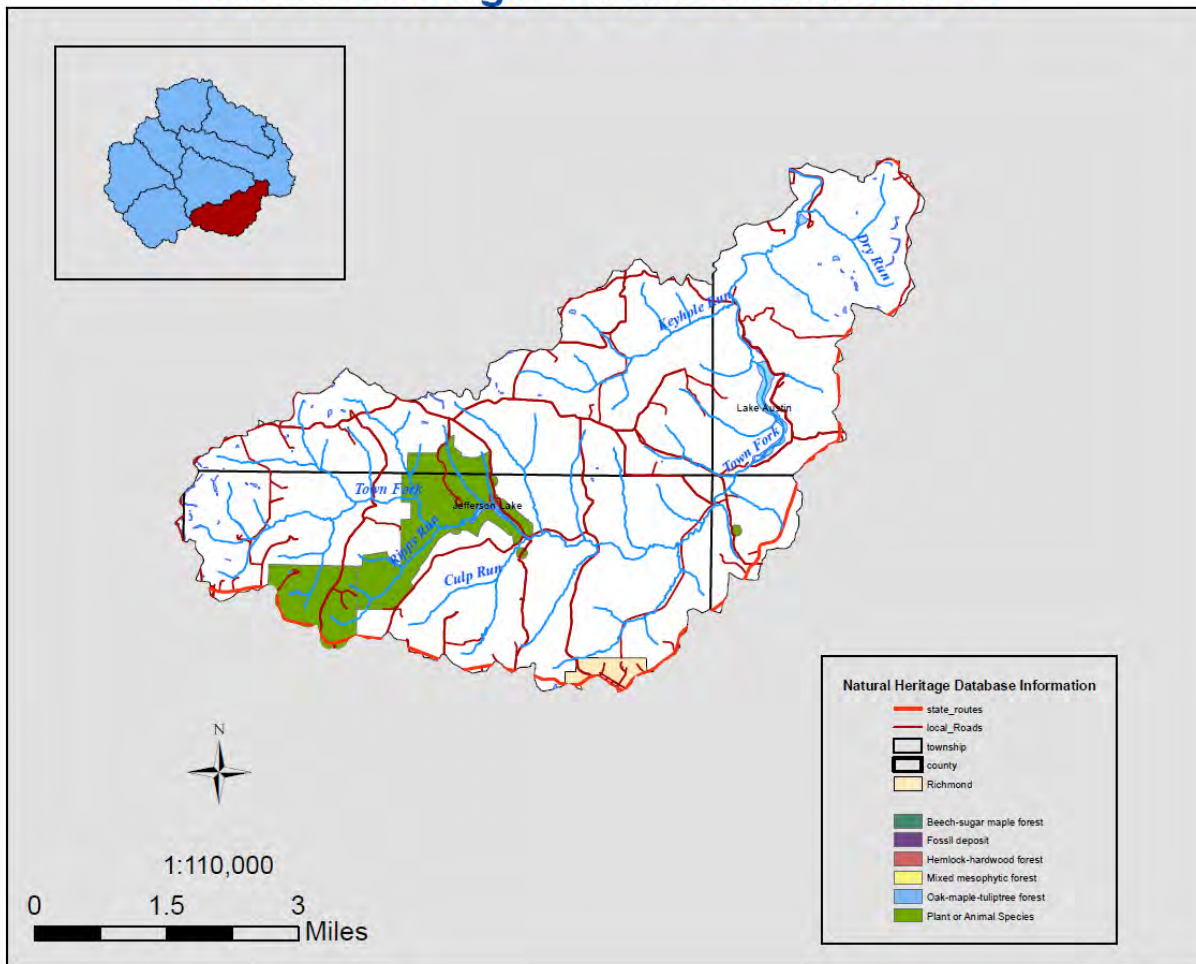 N
1:110,000
0 1.5 3
Miles
Dry Run
Keyhole Run
Lake Austin
Town Fork
Town Fork
Jefferson Lake
Ripps Run
Culp Run
Natural Heritage Database Information
state_routes
local_Roads
township
county
Richmond
Beech-sugar maple forest
Fossil deposit
Hemlock-hardwood forest
Mixed mesophytic forest
Oak-maple-tuliptree forest
Plant or Animal Species